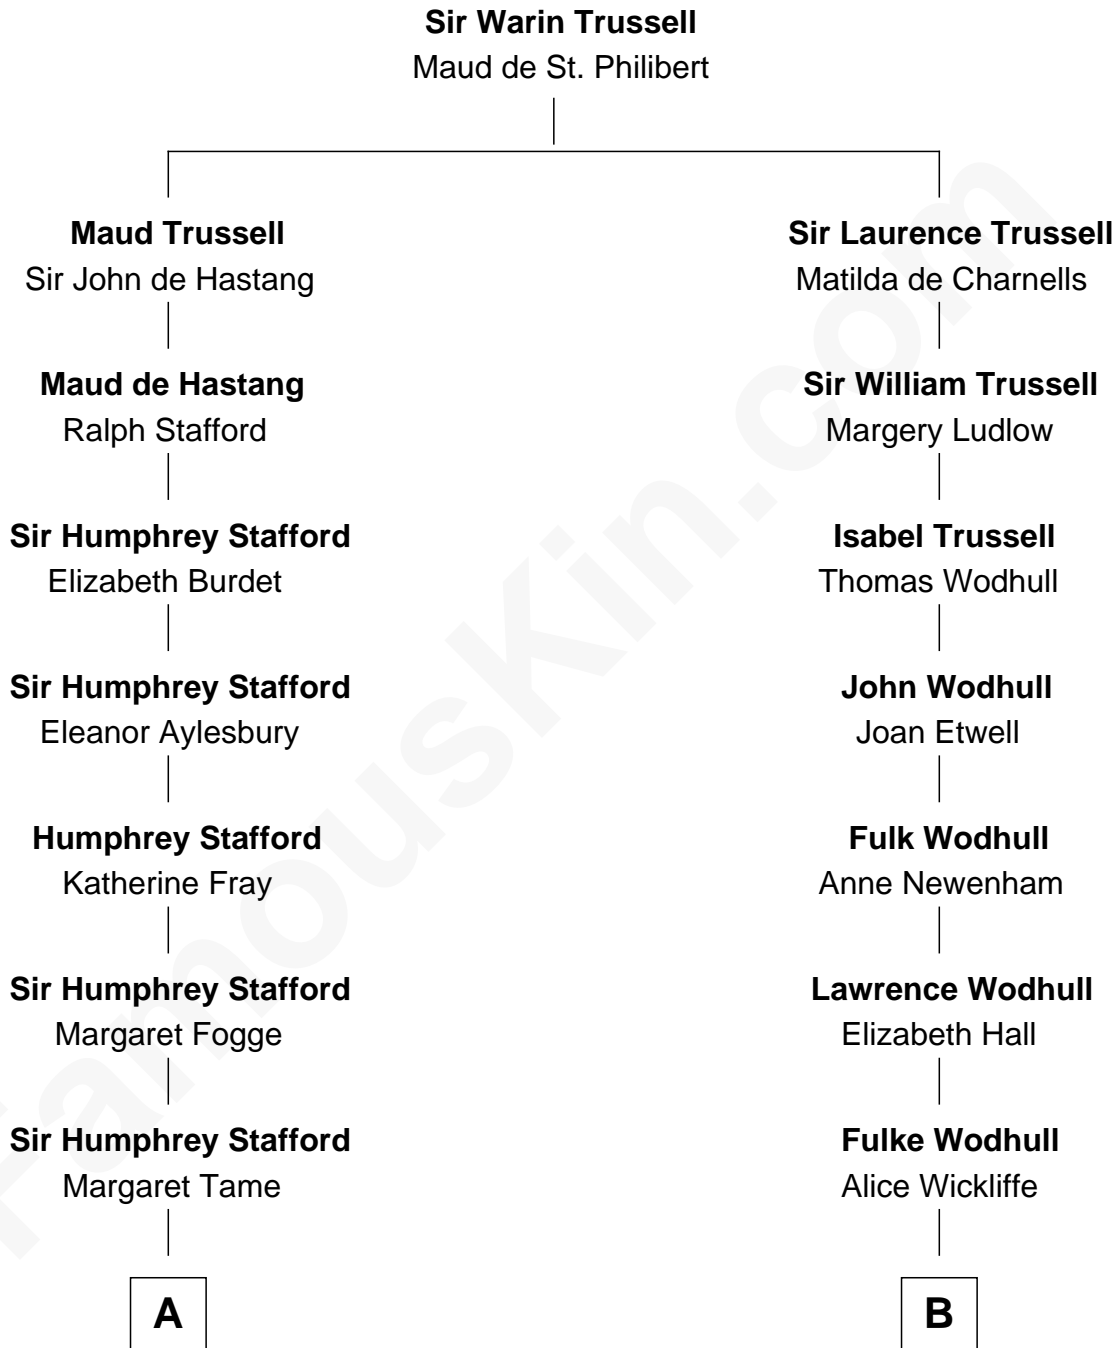 Sir Warin Trussell
Maud de St. Philibert
Maud Trussell
Sir John de Hastang
Sir Laurence Trussell
Matilda de Charnells
Maud de Hastang
Ralph Stafford
Sir William Trussell
Margery Ludlow
Sir Humphrey Stafford
Elizabeth Burdet
Isabel Trussell
Thomas Wodhull
Sir Humphrey Stafford
Eleanor Aylesbury
John Wodhull
Joan Etwell
Humphrey Stafford
Katherine Fray
Fulk Wodhull
Anne Newenham
Sir Humphrey Stafford
Margaret Fogge
Lawrence Wodhull
Elizabeth Hall
Sir Humphrey Stafford
Margaret Tame
Fulke Wodhull
Alice Wickliffe
A
B
FamousKin.com